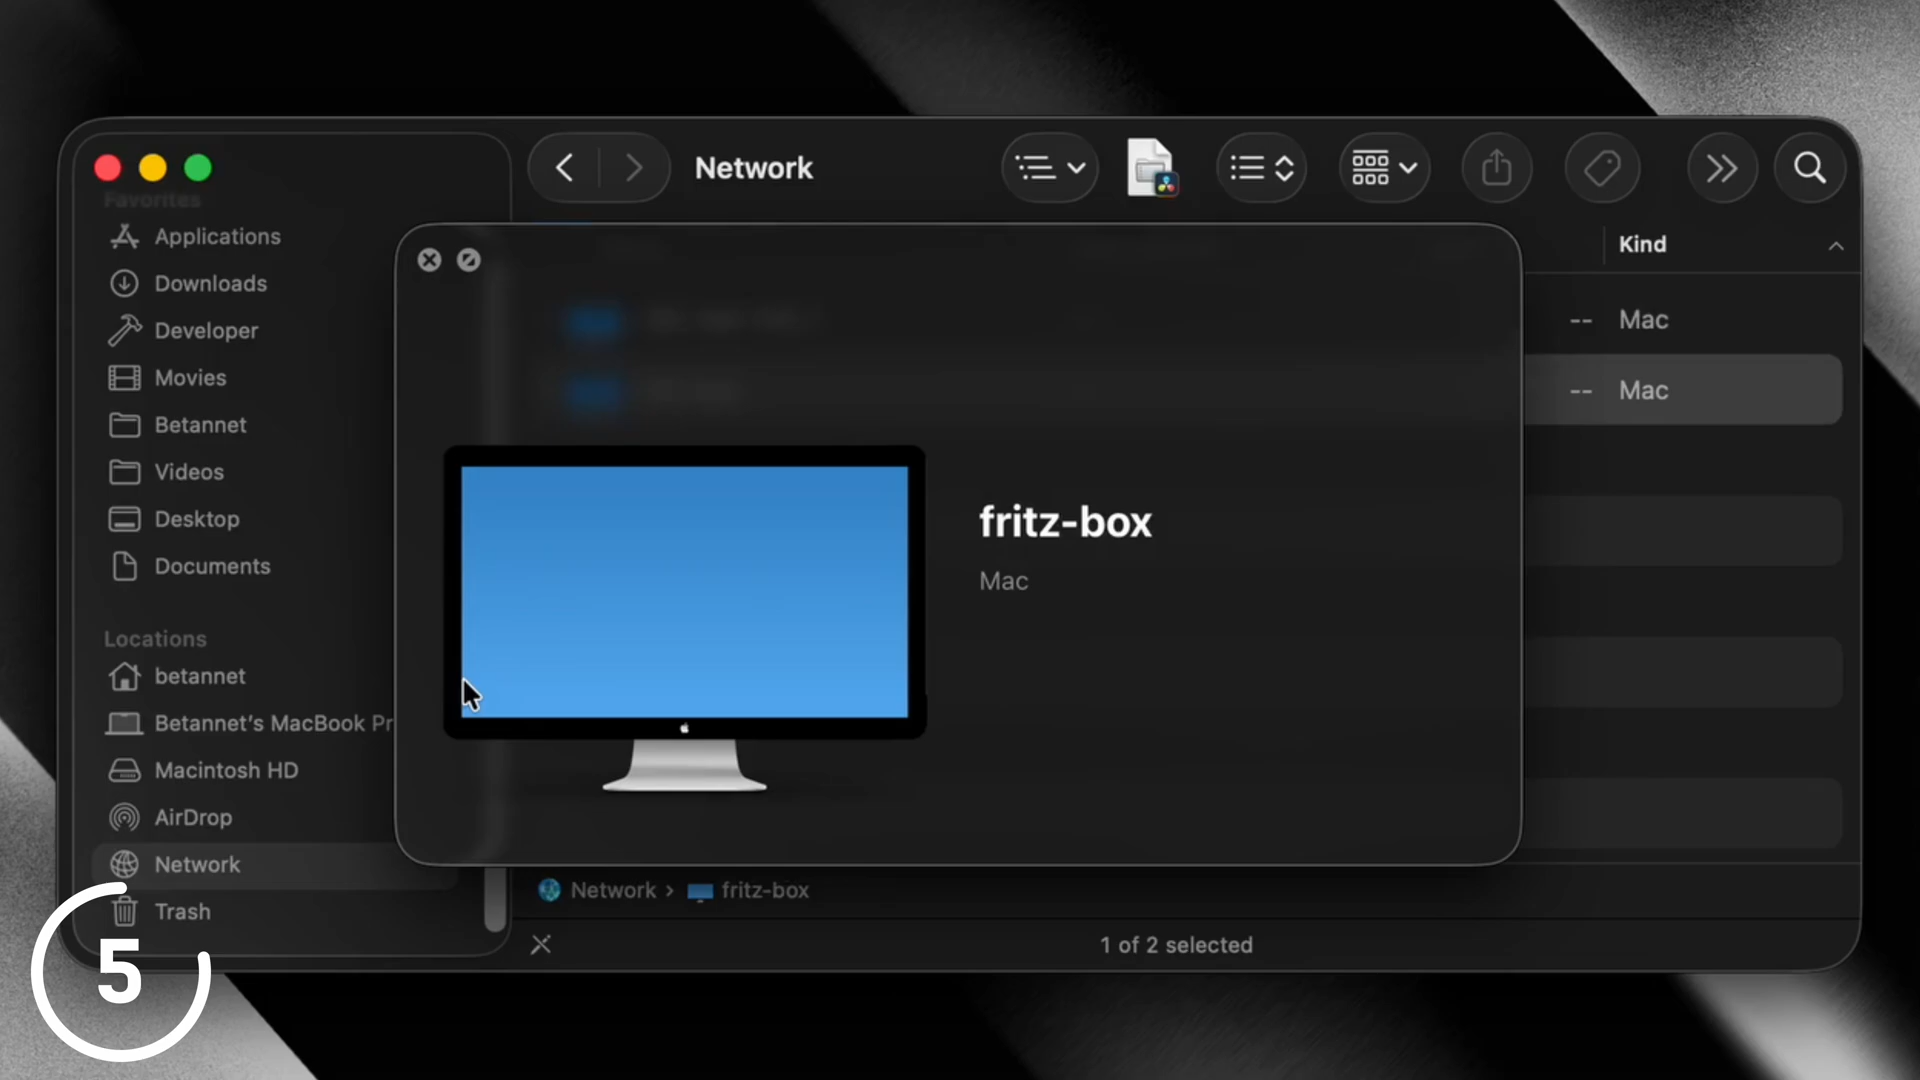 Network
Favorites
Applications
Downloads
Developer
Movies
Betannet
Videos
Desktop
Documents
Locations
betannet
Betannet's MacBook Pr
Macintosh HD
AirDrop
Network
Trash
Kind
-- Mac
-- Mac
fritz-box
Mac
Network › fritz-box
1 of 2 selected
5